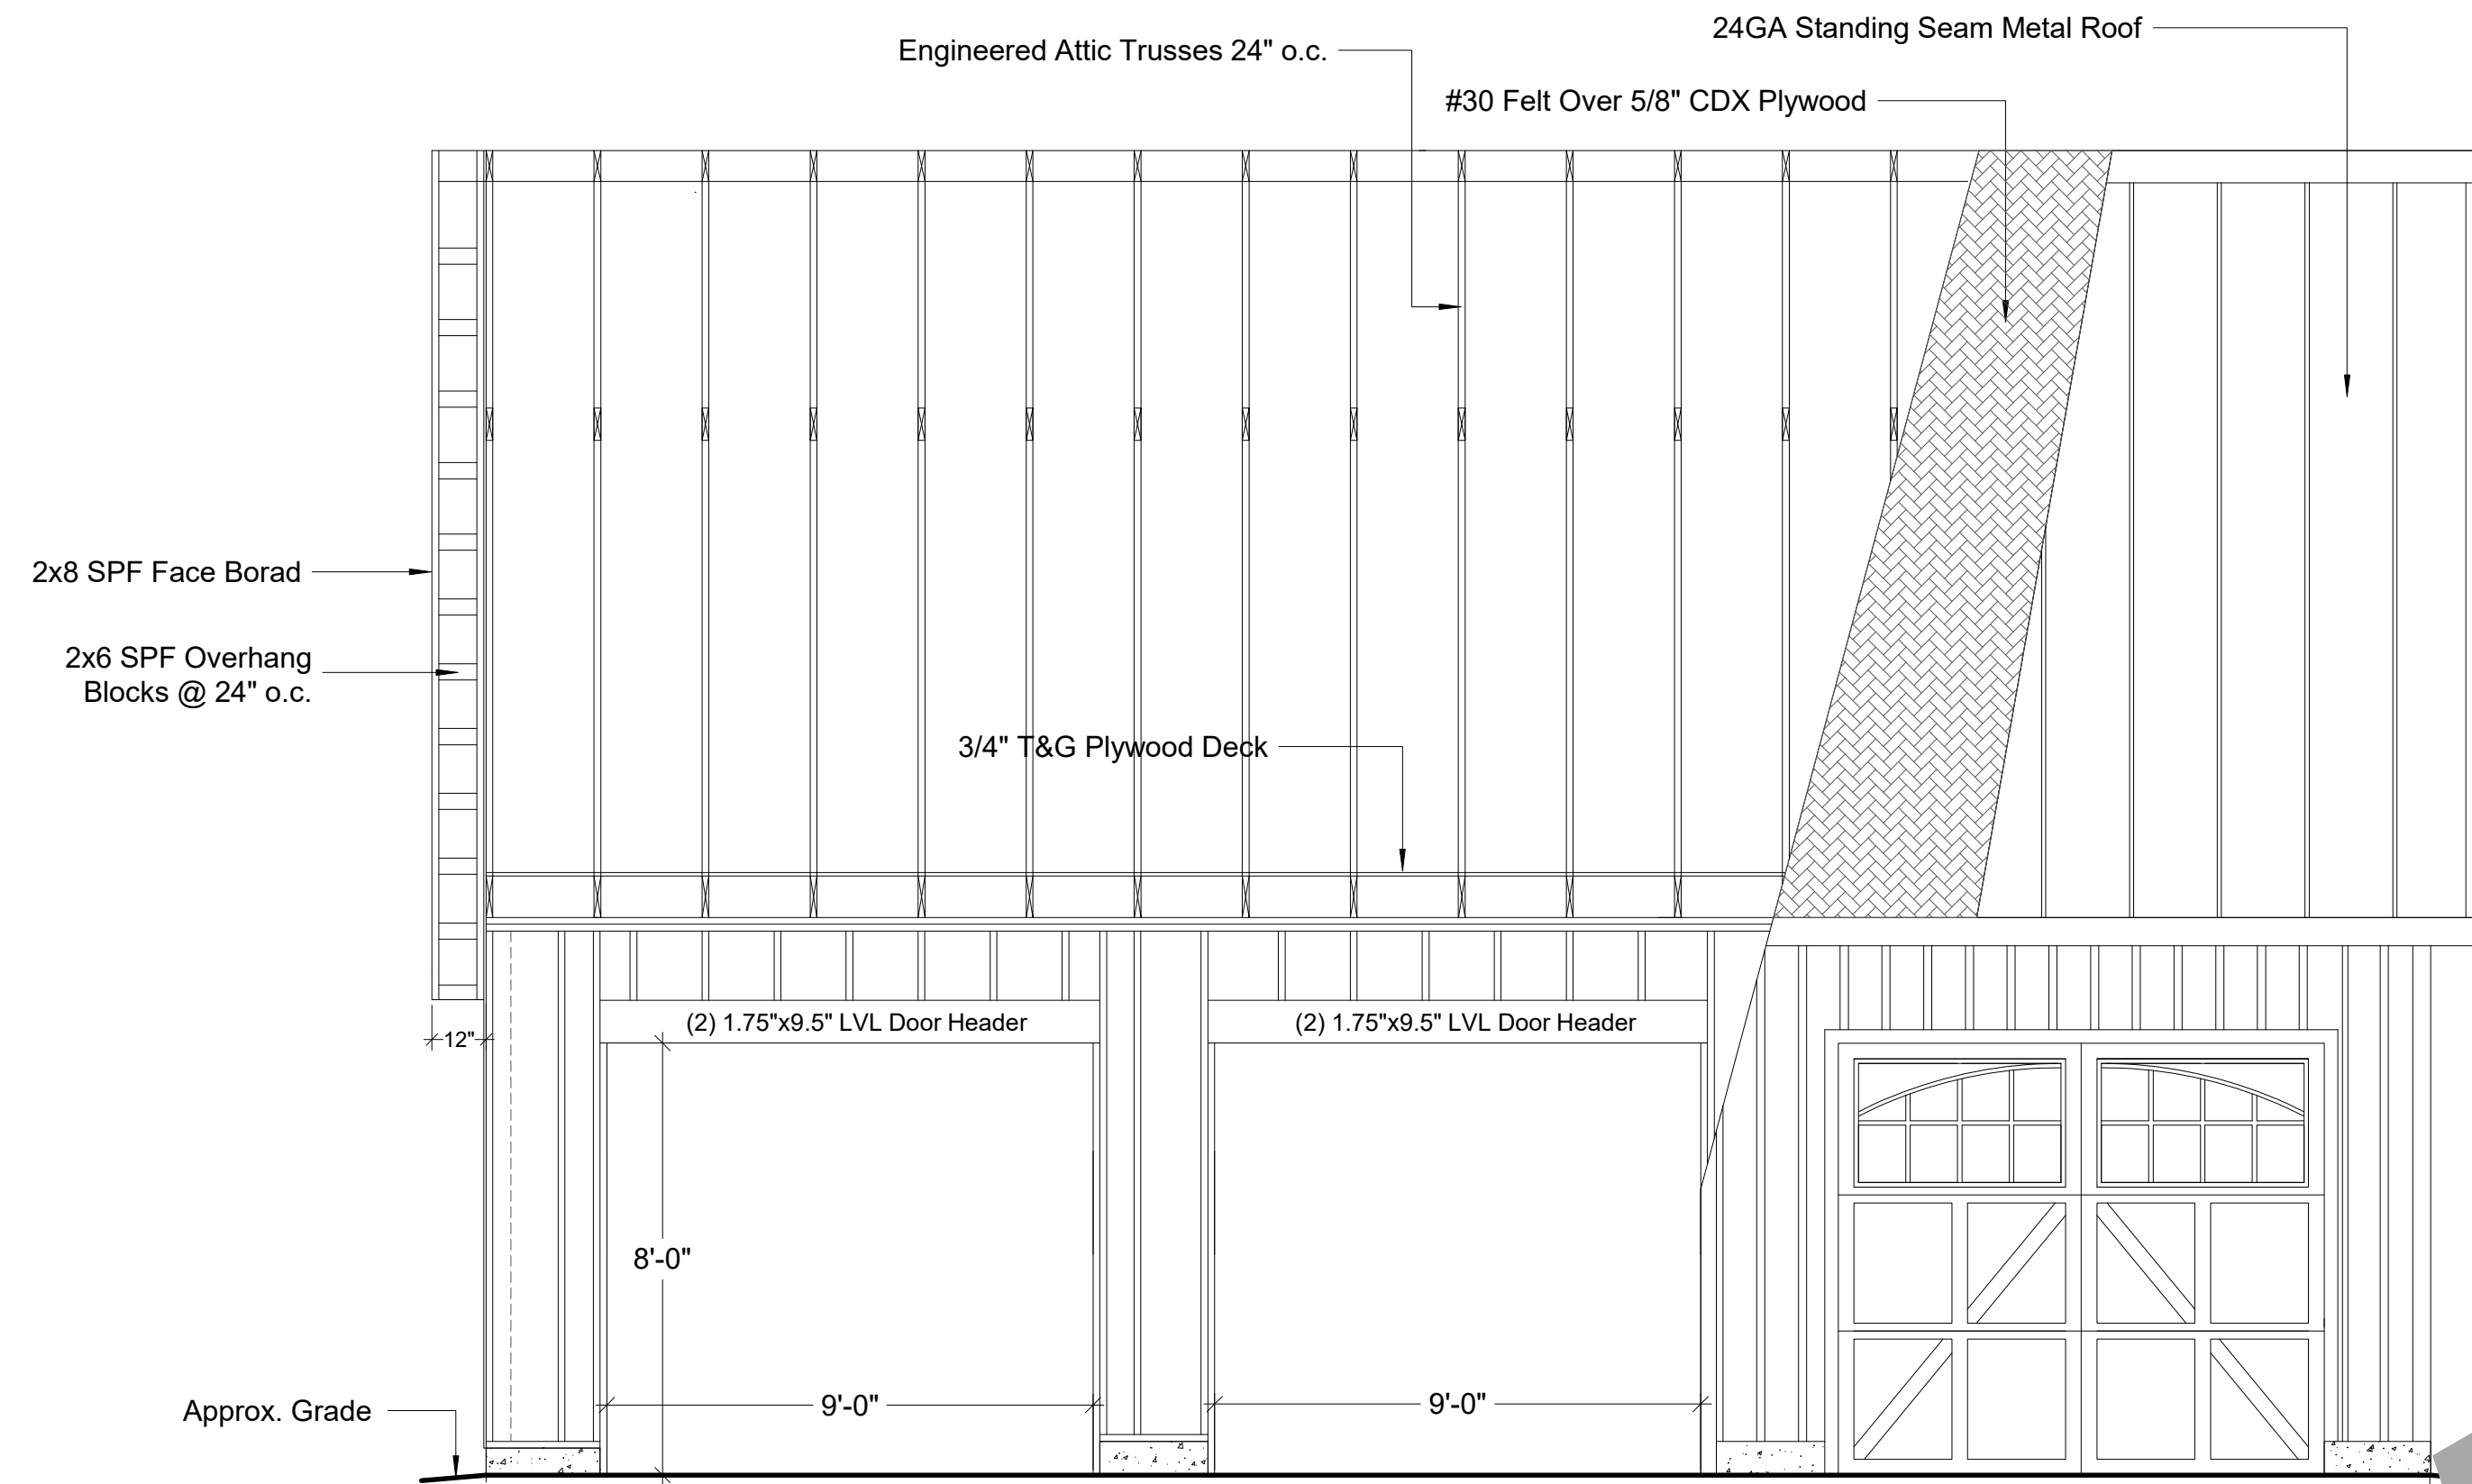 24GA Standing Seam Metal Roof
Engineered Attic Trusses 24" o.c.
#30 Felt Over 5/8" CDX Plywood
2x8 SPF Face Borad
2x6 SPF Overhang
Blocks @ 24" o.c.
3/4" T&G Plywood Deck
(2) 1.75"x9.5" LVL Door Header
(2) 1.75"x9.5" LVL Door Header
12"
8'-0"
9'-0"
9'-0"
Approx. Grade